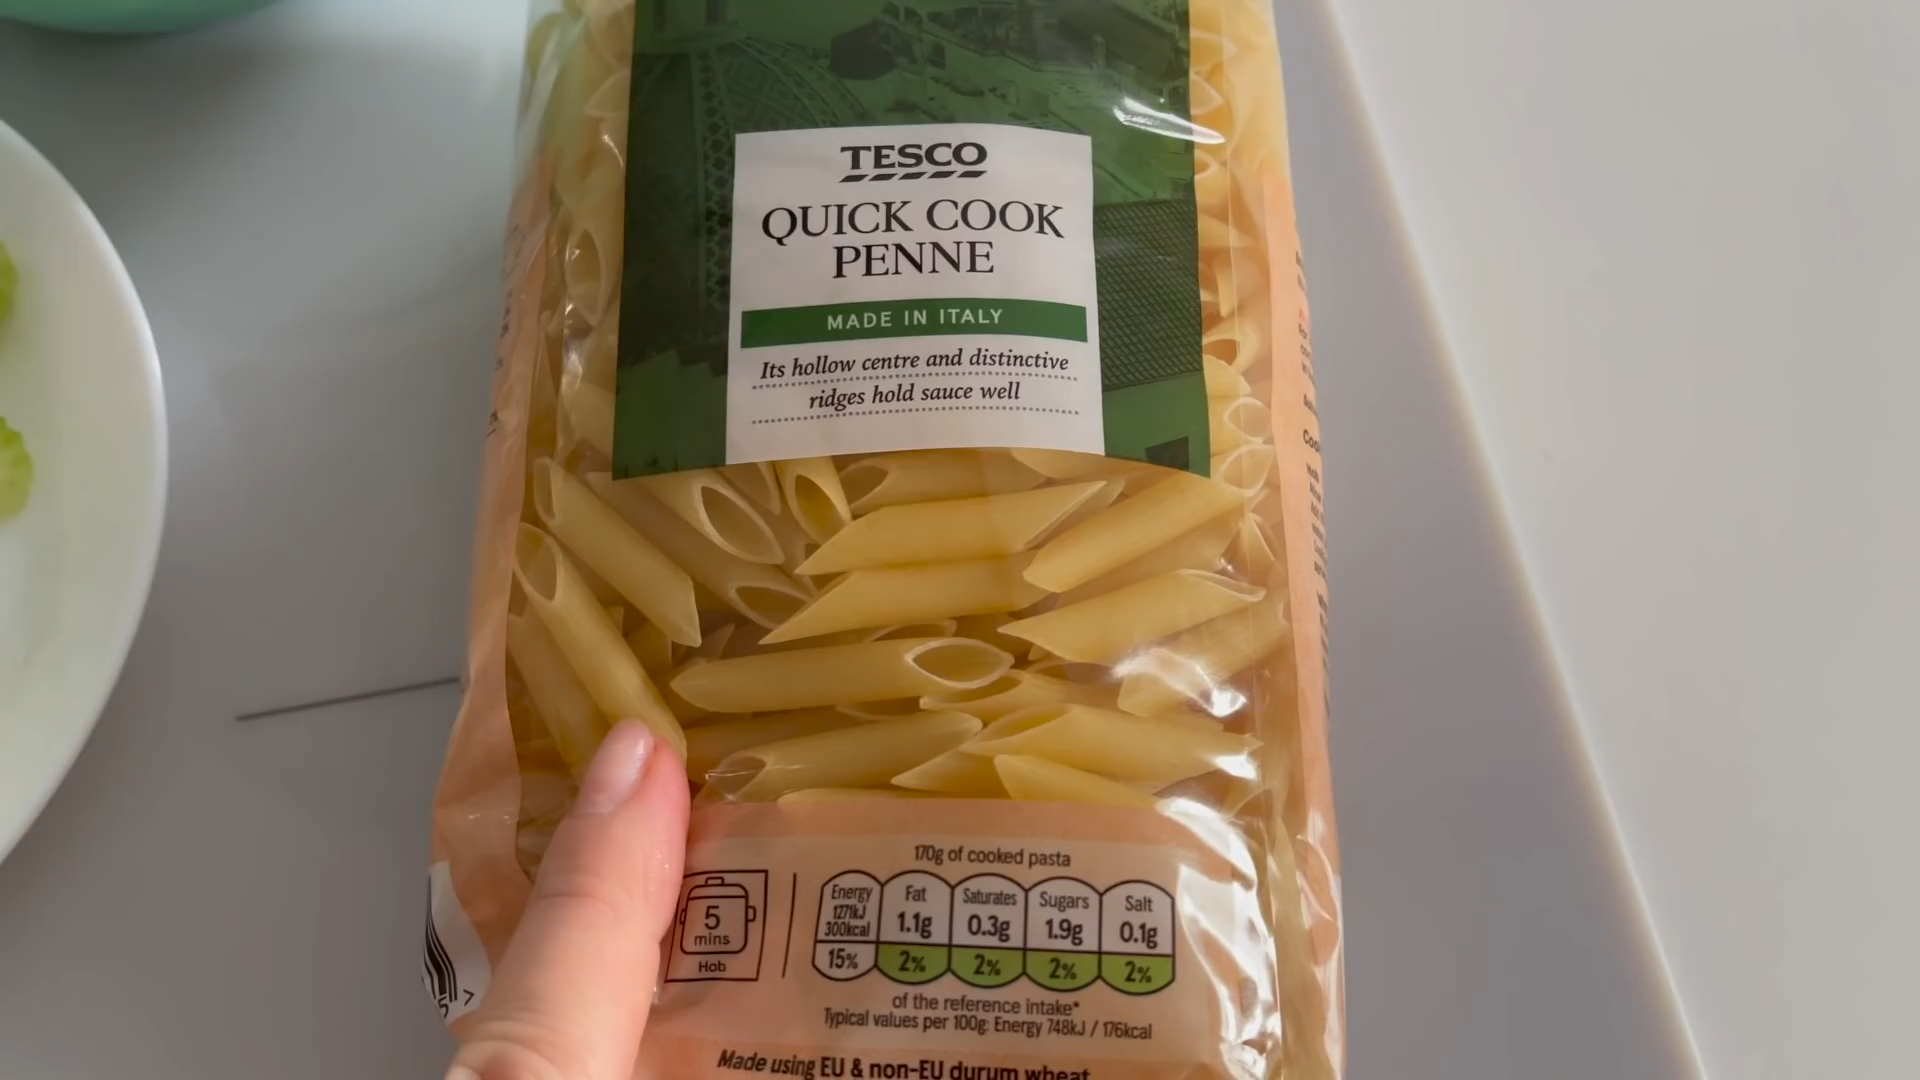 TESCO
QUICK COOK
PENNE
MADE IN ITALY
Its hollow centre and distinctive
ridges hold sauce well
170g of cooked pasta
5
mins
Hob
Energy
1271kJ
300kcal
15%
Fat
1.1g
2%
Saturates
0.3g
2%
Sugars
1.9g
2%
Salt
0.1g
2%
of the reference intake*
Typical values per 100g: Energy 748kJ / 176kcal
Made using EU & non-EU durum wheat
5 >